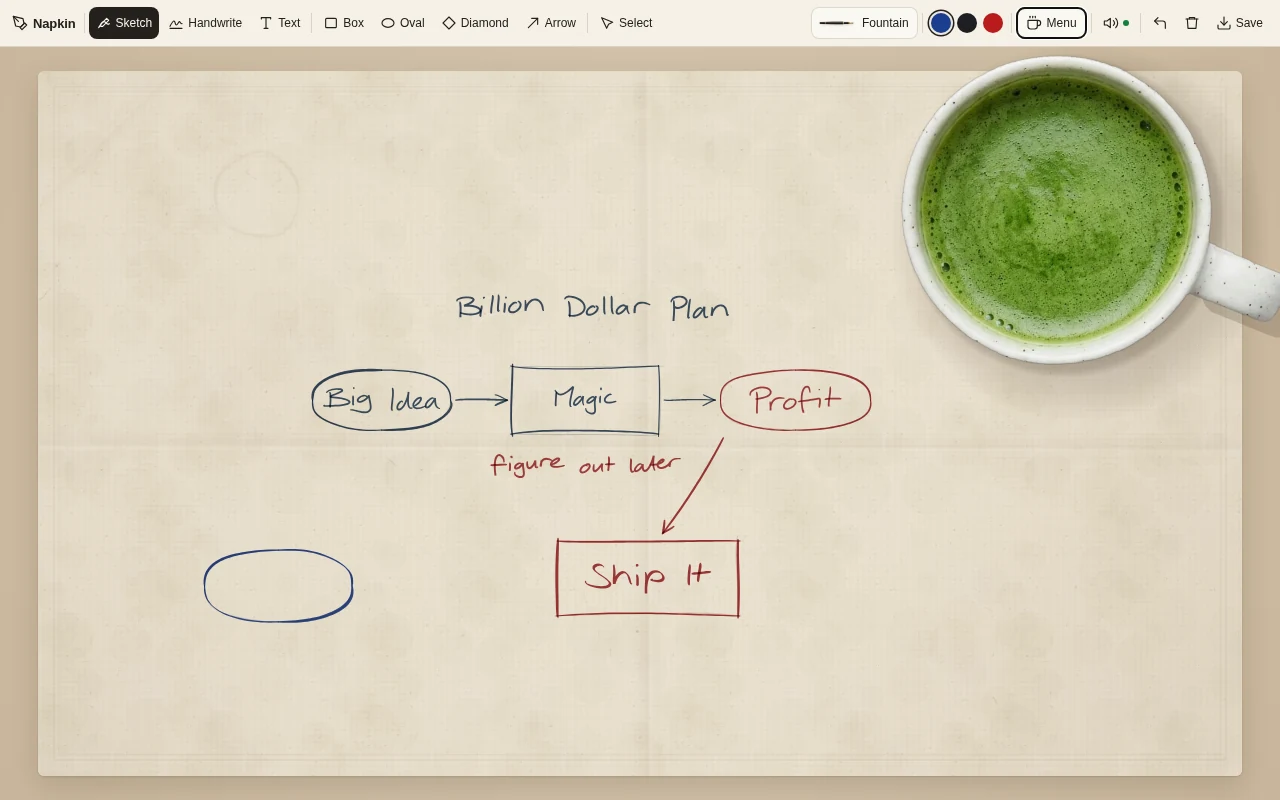 Napkin Sketch Handwrite Text Box Oval Diamond Arrow Select Fountain Menu Save
Billion Dollar Plan
Big Idea Magic Profit
figure out later
Ship It